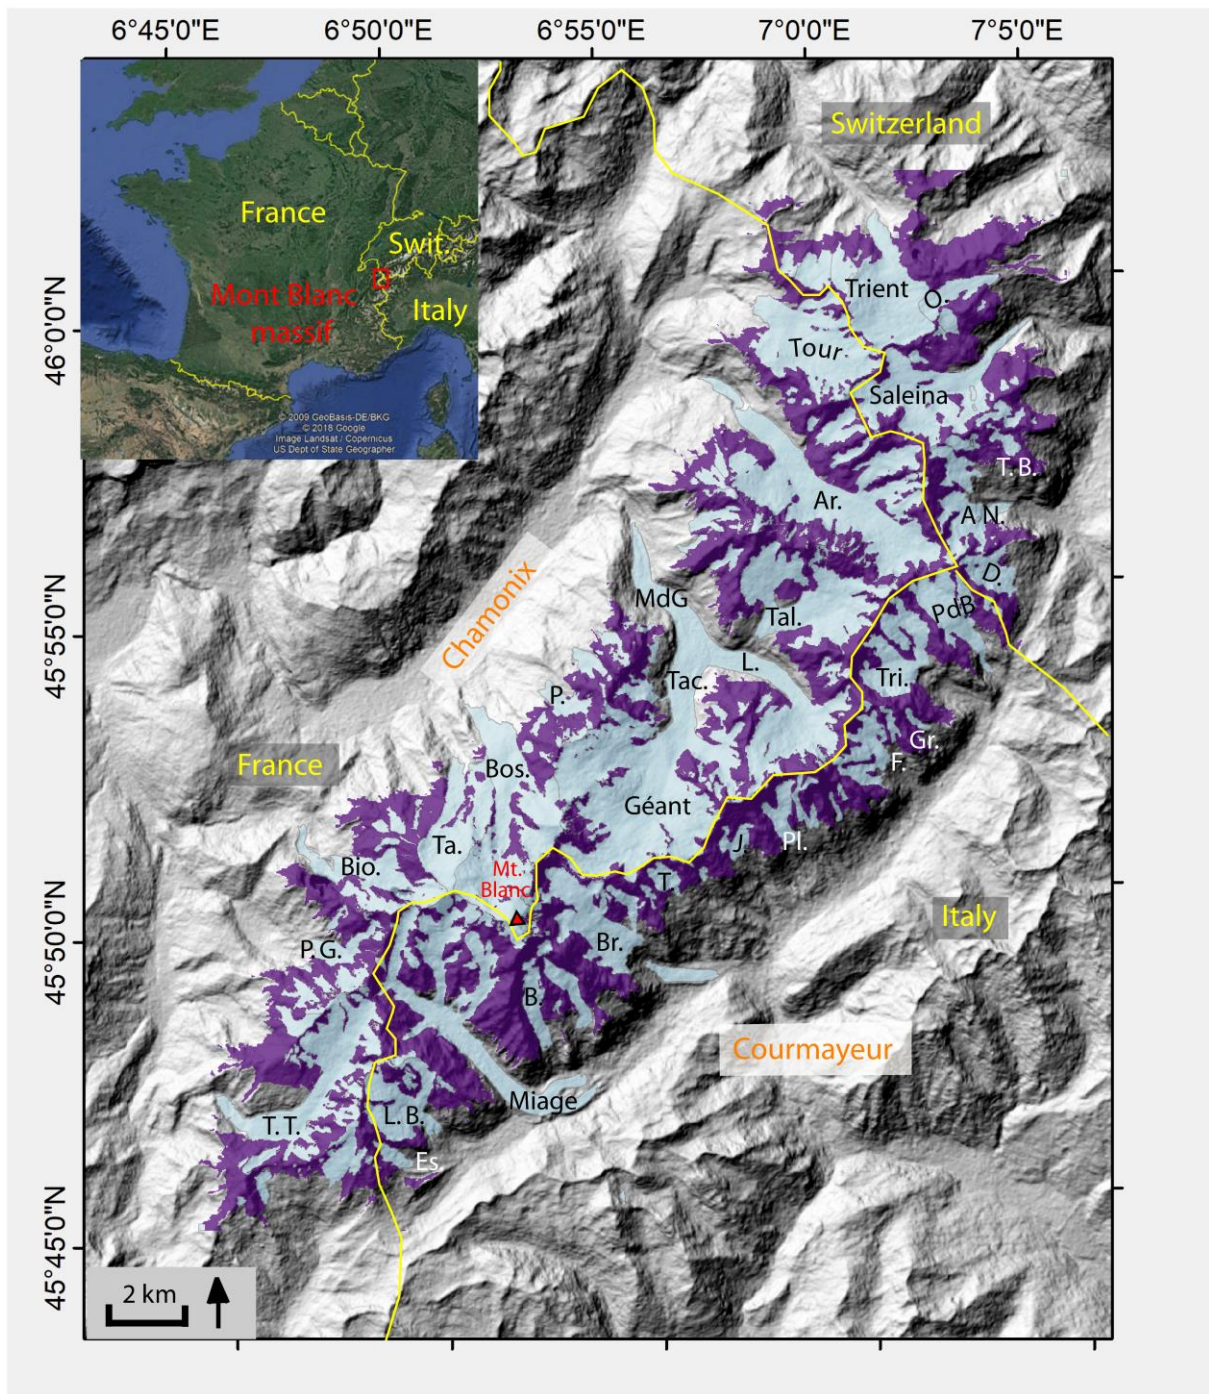 6°45'0"E 6°50'0"E 6°55'0"E 7°0'0"E 7°5'0"E
Switzerland
France
Swit.
Mont Blanc
massif
Italy
© 2009 GeoBasis-DE/BKG
© 2018 Google
Image Landsat / Copernicus
US Dept of State Geographer
46°0'0"N
45°55'0"N
45°50'0"N
45°45'0"N
Trient
O.
Tour
Saleina
T. B.
Ar.
A N.
D.
Chamonix
MdG
PdB
Tal.
L.
Tac.
Tri.
P.
Gr.
F.
France
Bos.
Géant
Ta.
J.
Pl.
Bio.
Mt.
Blanc
T.
Italy
P. G.
Br.
B.
Courmayeur
Miage
L. B.
T. T.
Es.
2 km